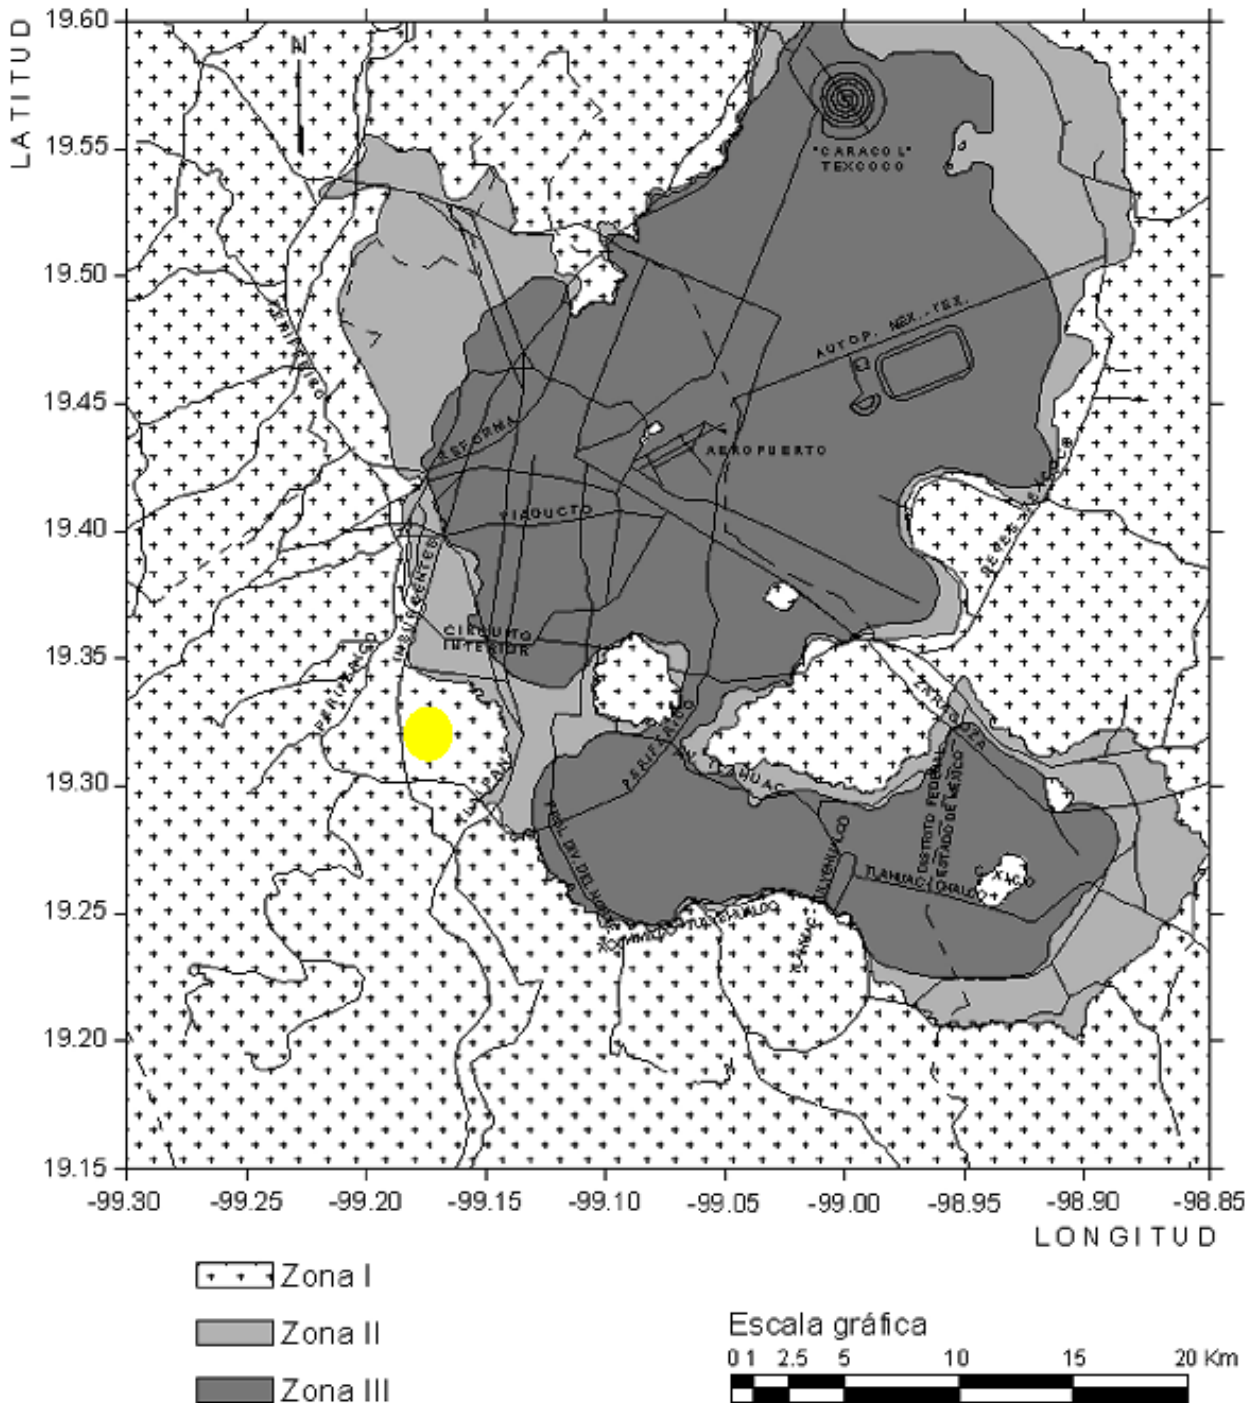 LATITUD
19.60
19.55
19.50
19.45
19.40
19.35
19.30
19.25
19.20
19.15
N
"CARACOL"
TEXCOCO
PERIFERICO
AUTOP. MEX.-TEX.
REFORMA
AEROPUERTO
VIADUCTO
INSURGENTES
CIRCUITO
INTERIOR
PERIFERICO
ZARAGOZA
PERIFERICO
TLAHUAC
TLALPAN
DISTRITO FEDERAL
ESTADO DE MEXICO
TLAHUAC CHALCO
XICO
TLAHUAC
-99.30
-99.25
-99.20
-99.15
-99.10
-99.05
-99.00
-98.95
-98.90
-98.85
LONGITUD
Zona I
Zona II
Zona III
Escala gráfica
0 1 2.5 5 10 15 20 Km